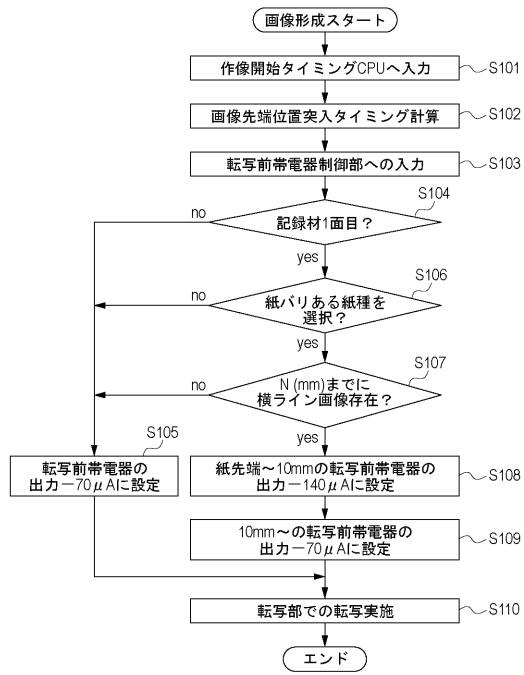 画像形成スタート
作像開始タイミングCPUへ入力
S101
画像先端位置突入タイミング計算
S102
転写前帯電器制御部への入力
S103
S104
no
記録材1面目？
yes
S106
no
紙バリある紙種を
選択？
yes
S107
no
N (mm)までに
横ライン画像存在？
yes
S105
転写前帯電器の
出力−70μAに設定
紙先端～10mmの転写前帯電器の
出力−140μAに設定
S108
10mm～の転写前帯電器の
出力−70μAに設定
S109
転写部での転写実施
S110
エンド